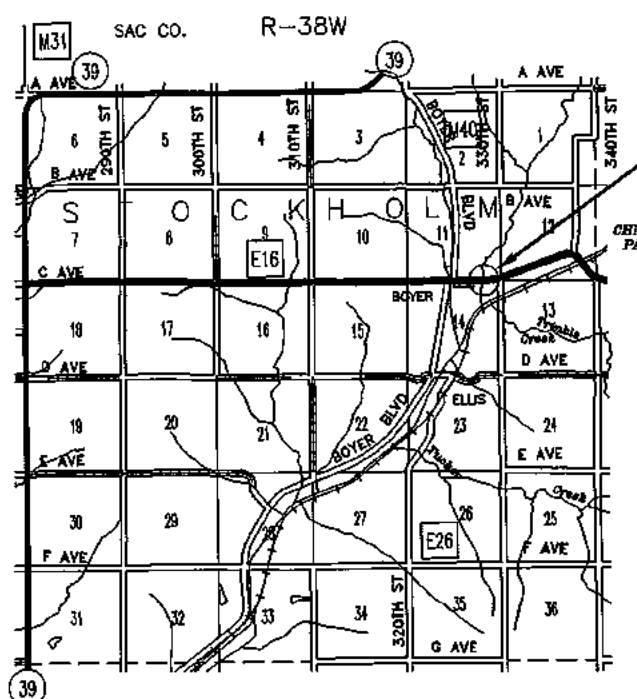 SAC CO.
R-38W
M31
39
39
A AVE
A AVE
BOYER
BLVD
M40
290TH ST
300TH ST
310TH ST
330TH ST
340TH ST
6
5
4
3
2
1
B AVE
B AVE
STOCKHOLM
7
8
9
10
11
12
E16
C AVE
BOYER
18
17
16
15
14
13
Creek
D AVE
D AVE
ELLIS
19
20
21
22
23
24
BOYER BLVD
E AVE
E AVE
Creek
30
29
28
27
26
25
E26
F AVE
F AVE
31
32
33
34
35
36
320TH ST
G AVE
39